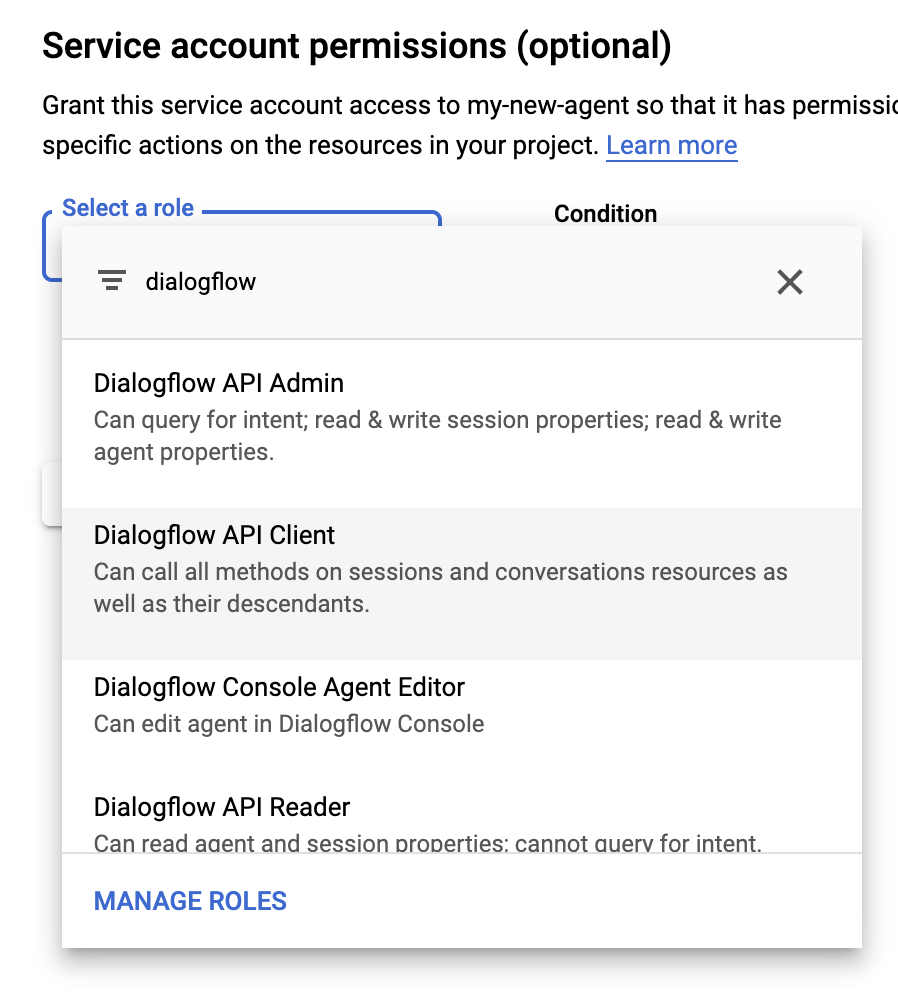 Service account permissions (optional)
Grant this service account access to my-new-agent so that it has
specific actions on the resources in your project. Learn more
Select a role
Condition
dialogflow
Dialogflow API Admin
Can query for intent; read & write session properties; read & write
agent properties.
Dialogflow API Client
Can call all methods on sessions and conversations resources as
well as their descendants.
Dialogflow Console Agent Editor
Can edit agent in Dialogflow Console
Dialogflow API Reader
Can read agent and session properties; cannot query for intent.
MANAGE ROLES